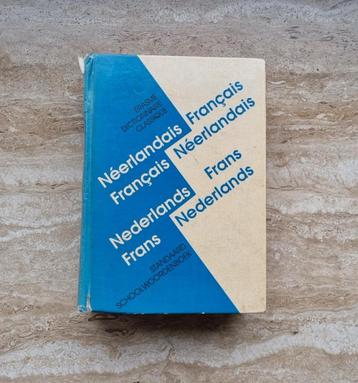 ERASME
DICTIONNAIRE
CLASSIQUE
Néerlandais Français
Français Néerlandais
Nederlands Frans
Frans Nederlands
STANDAARD
SCHOOLWOORDENBOEK